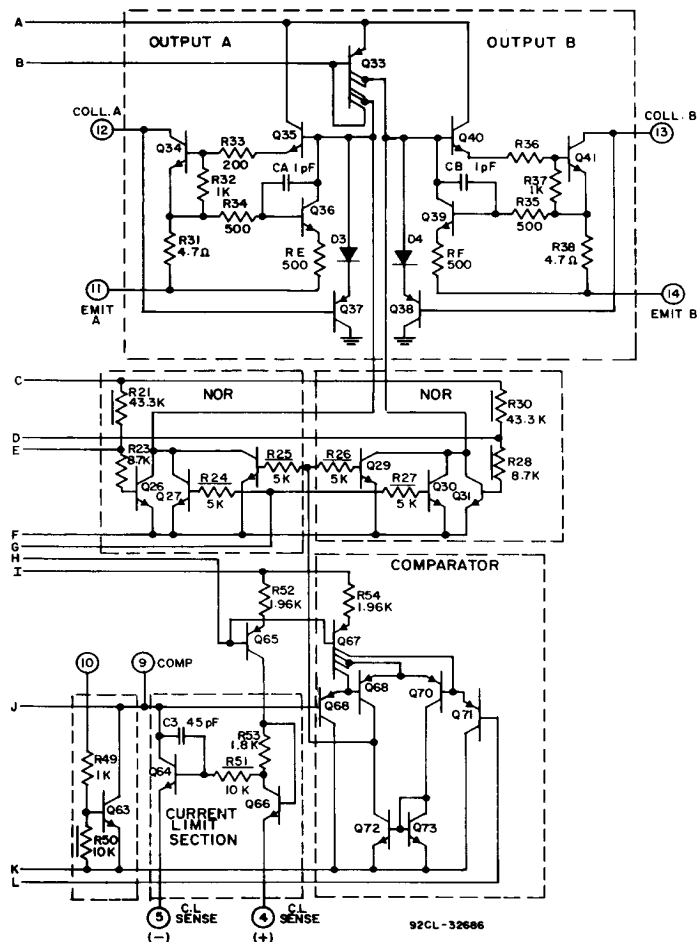 A
OUTPUT A
OUTPUT B
B
Q33
COLL. A
12
COLL. B
13
Q34
R33
200
Q35
Q40
R36
Q41
R32
1K
CA 1 pF
CB 1pF
R37
1K
R34
500
Q36
Q39
R35
500
R31
4.7Ω
RE
500
D3
D4
RF
500
R38
4.7Ω
11
EMIT
A
Q37
Q38
14
EMIT B
C
NOR
NOR
R21
43.3K
R30
43.3 K
D
E
R23
8.7K
R25
5K
R26
5K
Q29
R28
8.7K
Q26
Q27
R24
5K
R27
5K
Q30
Q31
F
G
H
I
COMPARATOR
R52
1.96K
R54
1.96K
Q65
Q67
10
9
COMP
Q68
Q70
J
Q68
Q71
C3 45 pF
R53
1.8K
R49
1K
Q64
R51
10 K
Q66
Q63
R50
10K
CURRENT
LIMIT
SECTION
Q72
Q73
K
L
5
C.L
SENSE
(−)
4
C.L
SENSE
(+)
92CL-32686